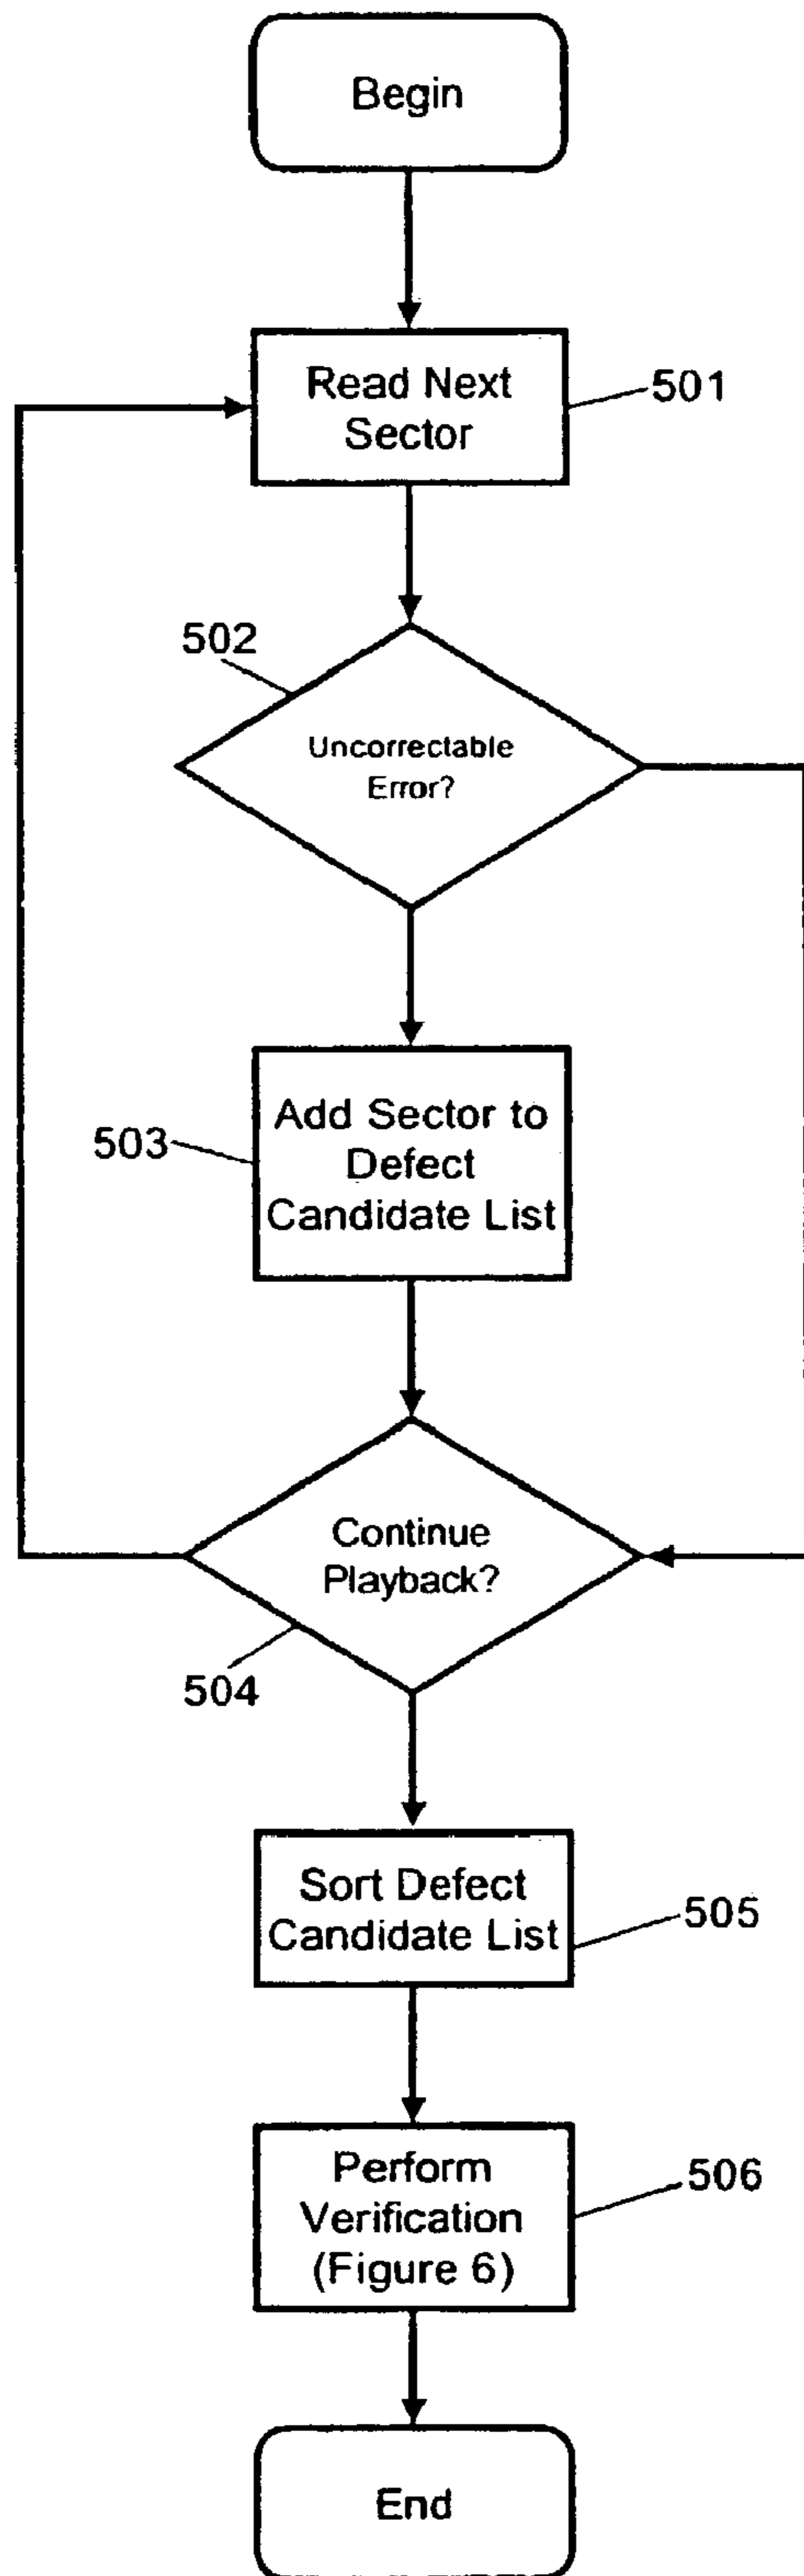 Begin
Read Next
Sector
501
502
Uncorrectable
Error?
Add Sector to
Defect
Candidate List
503
Continue
Playback?
504
Sort Defect
Candidate List
505
Perform
Verification
(Figure 6)
506
End